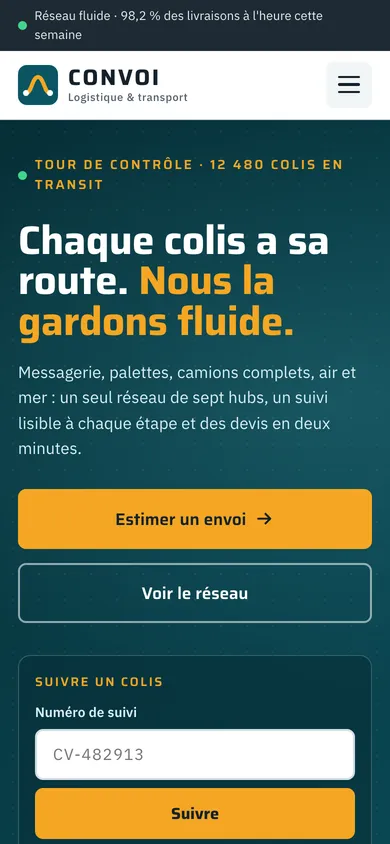 Réseau fluide · 98,2 % des livraisons à l'heure cette
semaine
CONVOI
Logistique & transport
TOUR DE CONTRÔLE · 12 480 COLIS EN
TRANSIT
Chaque colis a sa
route. Nous la
gardons fluide.
Messagerie, palettes, camions complets, air et
mer : un seul réseau de sept hubs, un suivi
lisible à chaque étape et des devis en deux
minutes.
Estimer un envoi →
Voir le réseau
SUIVRE UN COLIS
Numéro de suivi
CV-482913
Suivre